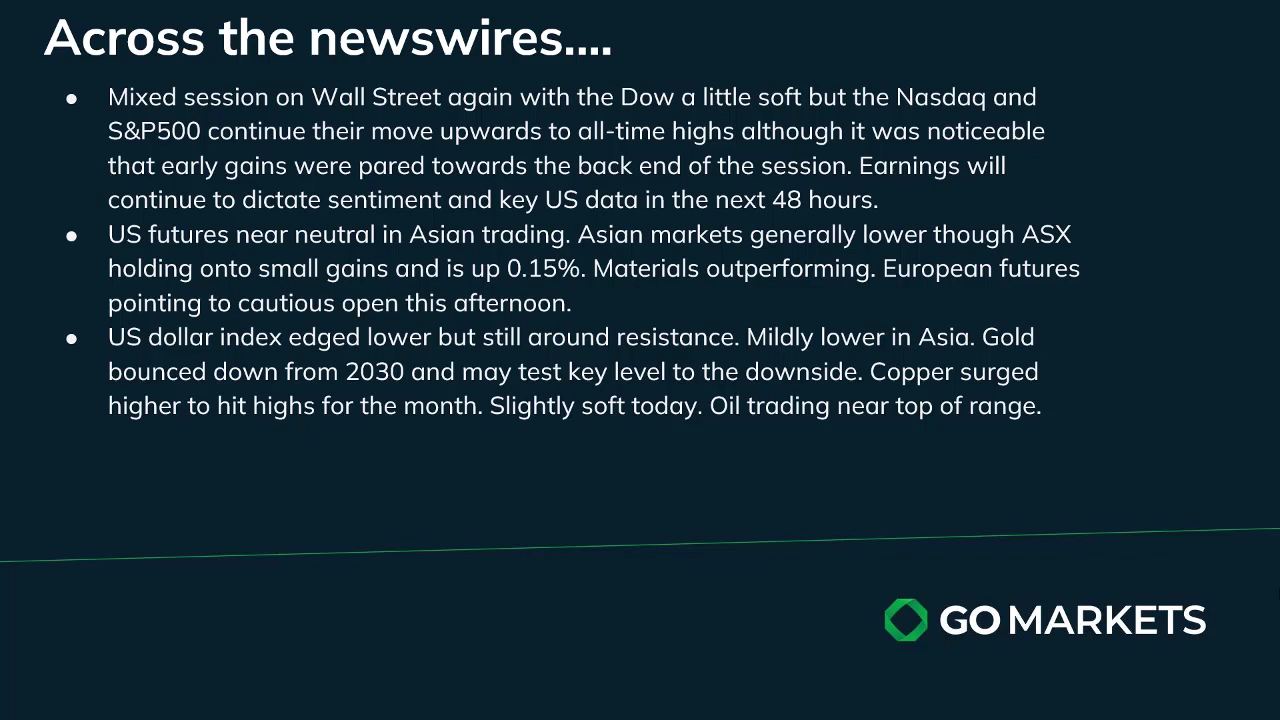 Across the newswires....
● Mixed session on Wall Street again with the Dow a little soft but the Nasdaq and
S&P500 continue their move upwards to all-time highs although it was noticeable
that early gains were pared towards the back end of the session. Earnings will
continue to dictate sentiment and key US data in the next 48 hours.
● US futures near neutral in Asian trading. Asian markets generally lower though ASX
holding onto small gains and is up 0.15%. Materials outperforming. European futures
pointing to cautious open this afternoon.
● US dollar index edged lower but still around resistance. Mildly lower in Asia. Gold
bounced down from 2030 and may test key level to the downside. Copper surged
higher to hit highs for the month. Slightly soft today. Oil trading near top of range.
GO MARKETS